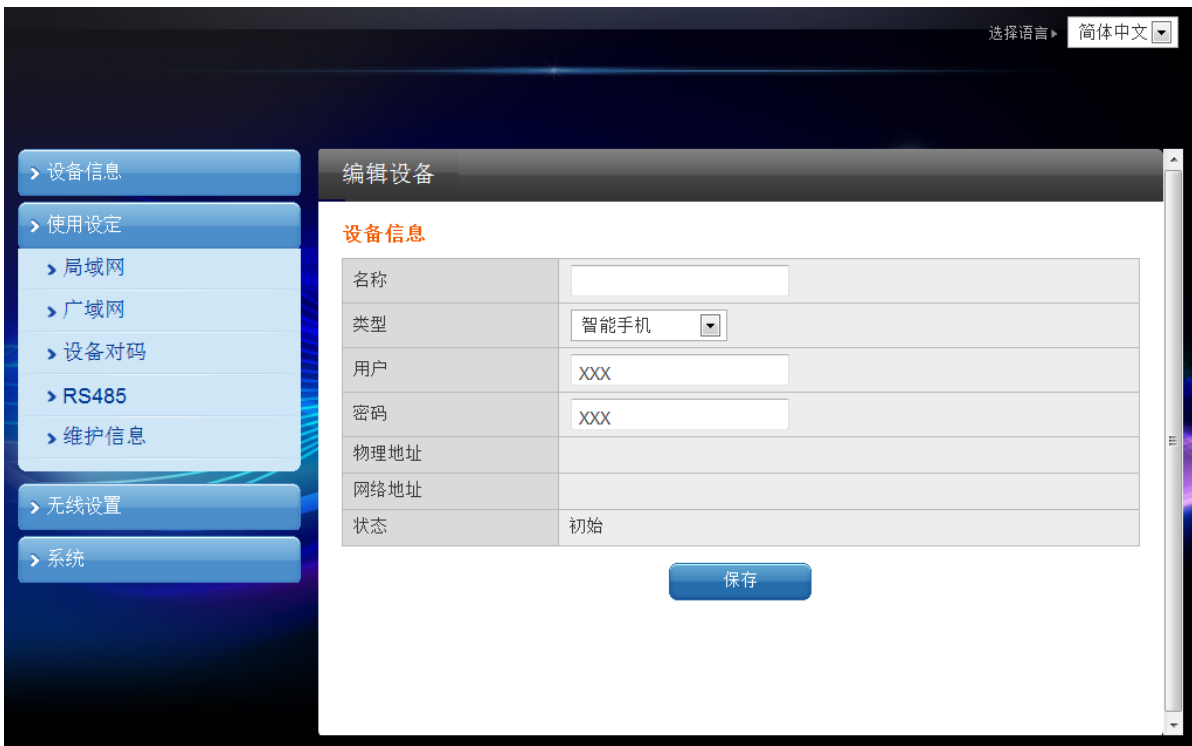 选择语言 简体中文
设备信息
使用设定
局域网
广域网
设备对码
RS485
维护信息
无线设置
系统
编辑设备
设备信息
名称
类型 智能手机
用户 XXX
密码 XXX
物理地址
网络地址
状态 初始
保存